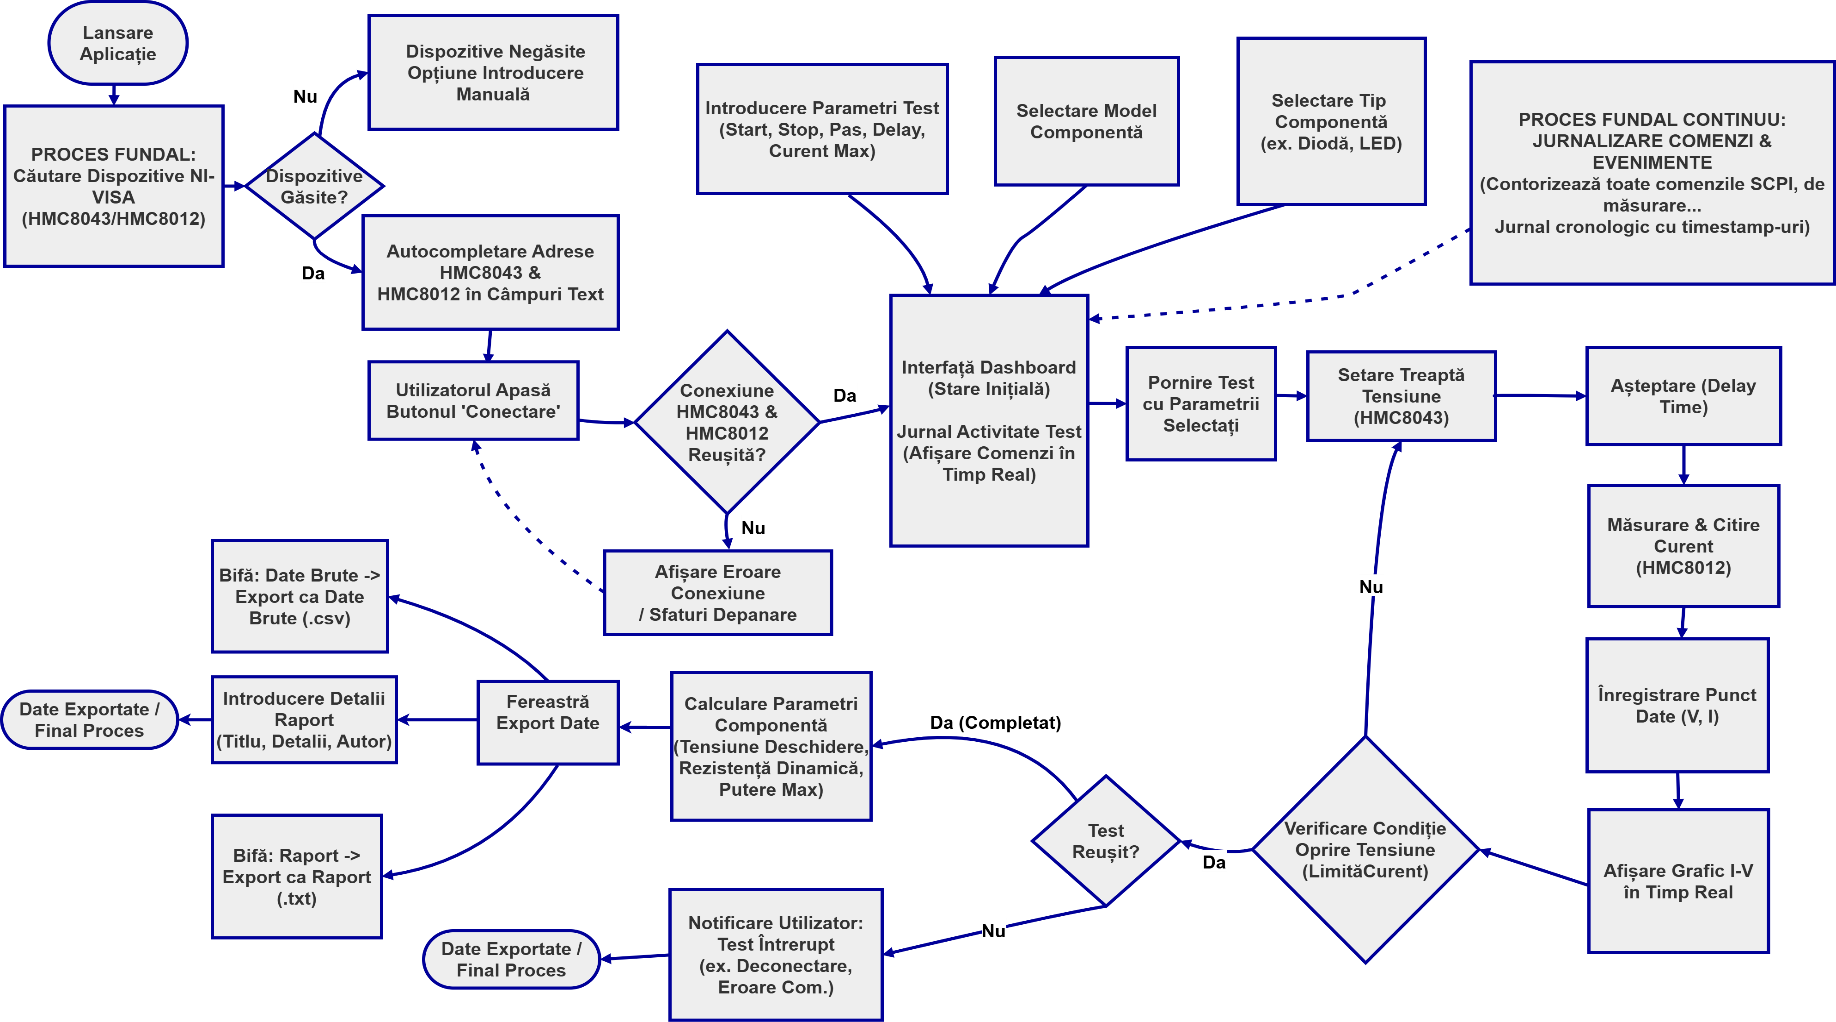 Lansare
Aplicație
PROCES FUNDAL:
Căutare Dispozitive NI-
VISA
(HMC8043/HMC8012)
Dispozitive
Găsite?
Nu
Dispozitive Negăsite
Opțiune Introducere
Manuală
Da
Autocompletare Adrese
HMC8043 &
HMC8012 în Câmpuri Text
Utilizatorul Apasă
Butonul 'Conectare'
Conexiune
HMC8043 &
HMC8012
Reușită?
Da
Nu
Afișare Eroare
Conexiune
/ Sfaturi Depanare
Introducere Parametri Test
(Start, Stop, Pas, Delay,
Curent Max)
Selectare Model
Componentă
Selectare Tip
Componentă
(ex. Diodă, LED)
PROCES FUNDAL CONTINUU:
JURNALIZARE COMENZI &
EVENIMENTE
(Contorizează toate comenzile SCPI, de
măsurare...
Jurnal cronologic cu timestamp-uri)
Interfață Dashboard
(Stare Inițială)
Jurnal Activitate Test
(Afișare Comenzi în
Timp Real)
Pornire Test
cu Parametrii
Selectați
Setare Treaptă
Tensiune
(HMC8043)
Așteptare (Delay
Time)
Măsurare & Citire
Curent
(HMC8012)
Înregistrare Punct
Date (V, I)
Afișare Grafic I-V
în Timp Real
Verificare Condiție
Oprire Tensiune
(LimităCurent)
Nu
Da
Test
Reușit?
Da (Completat)
Nu
Calculare Parametri
Componentă
(Tensiune Deschidere,
Rezistență Dinamică,
Putere Max)
Fereastră
Export Date
Bifă: Date Brute ->
Export ca Date
Brute (.csv)
Introducere Detalii
Raport
(Titlu, Detalii, Autor)
Date Exportate /
Final Proces
Bifă: Raport ->
Export ca Raport
(.txt)
Notificare Utilizator:
Test Întrerupt
(ex. Deconectare,
Eroare Com.)
Date Exportate /
Final Proces